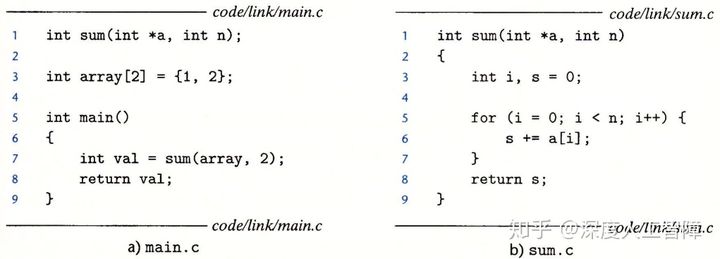 code/link/main.c
1 int sum(int *a, int n);
2
3 int array[2] = {1, 2};
4
5 int main()
6 {
7 int val = sum(array, 2);
8 return val;
9 }
code/link/main.c
a) main.c
code/link/sum.c
1 int sum(int *a, int n)
2 {
3 int i, s = 0;
4
5 for (i = 0; i < n; i++) {
6 s += a[i];
7 }
8 return s;
9 }
code/link/sum.c
b) sum.c
知乎 @深度人工智障